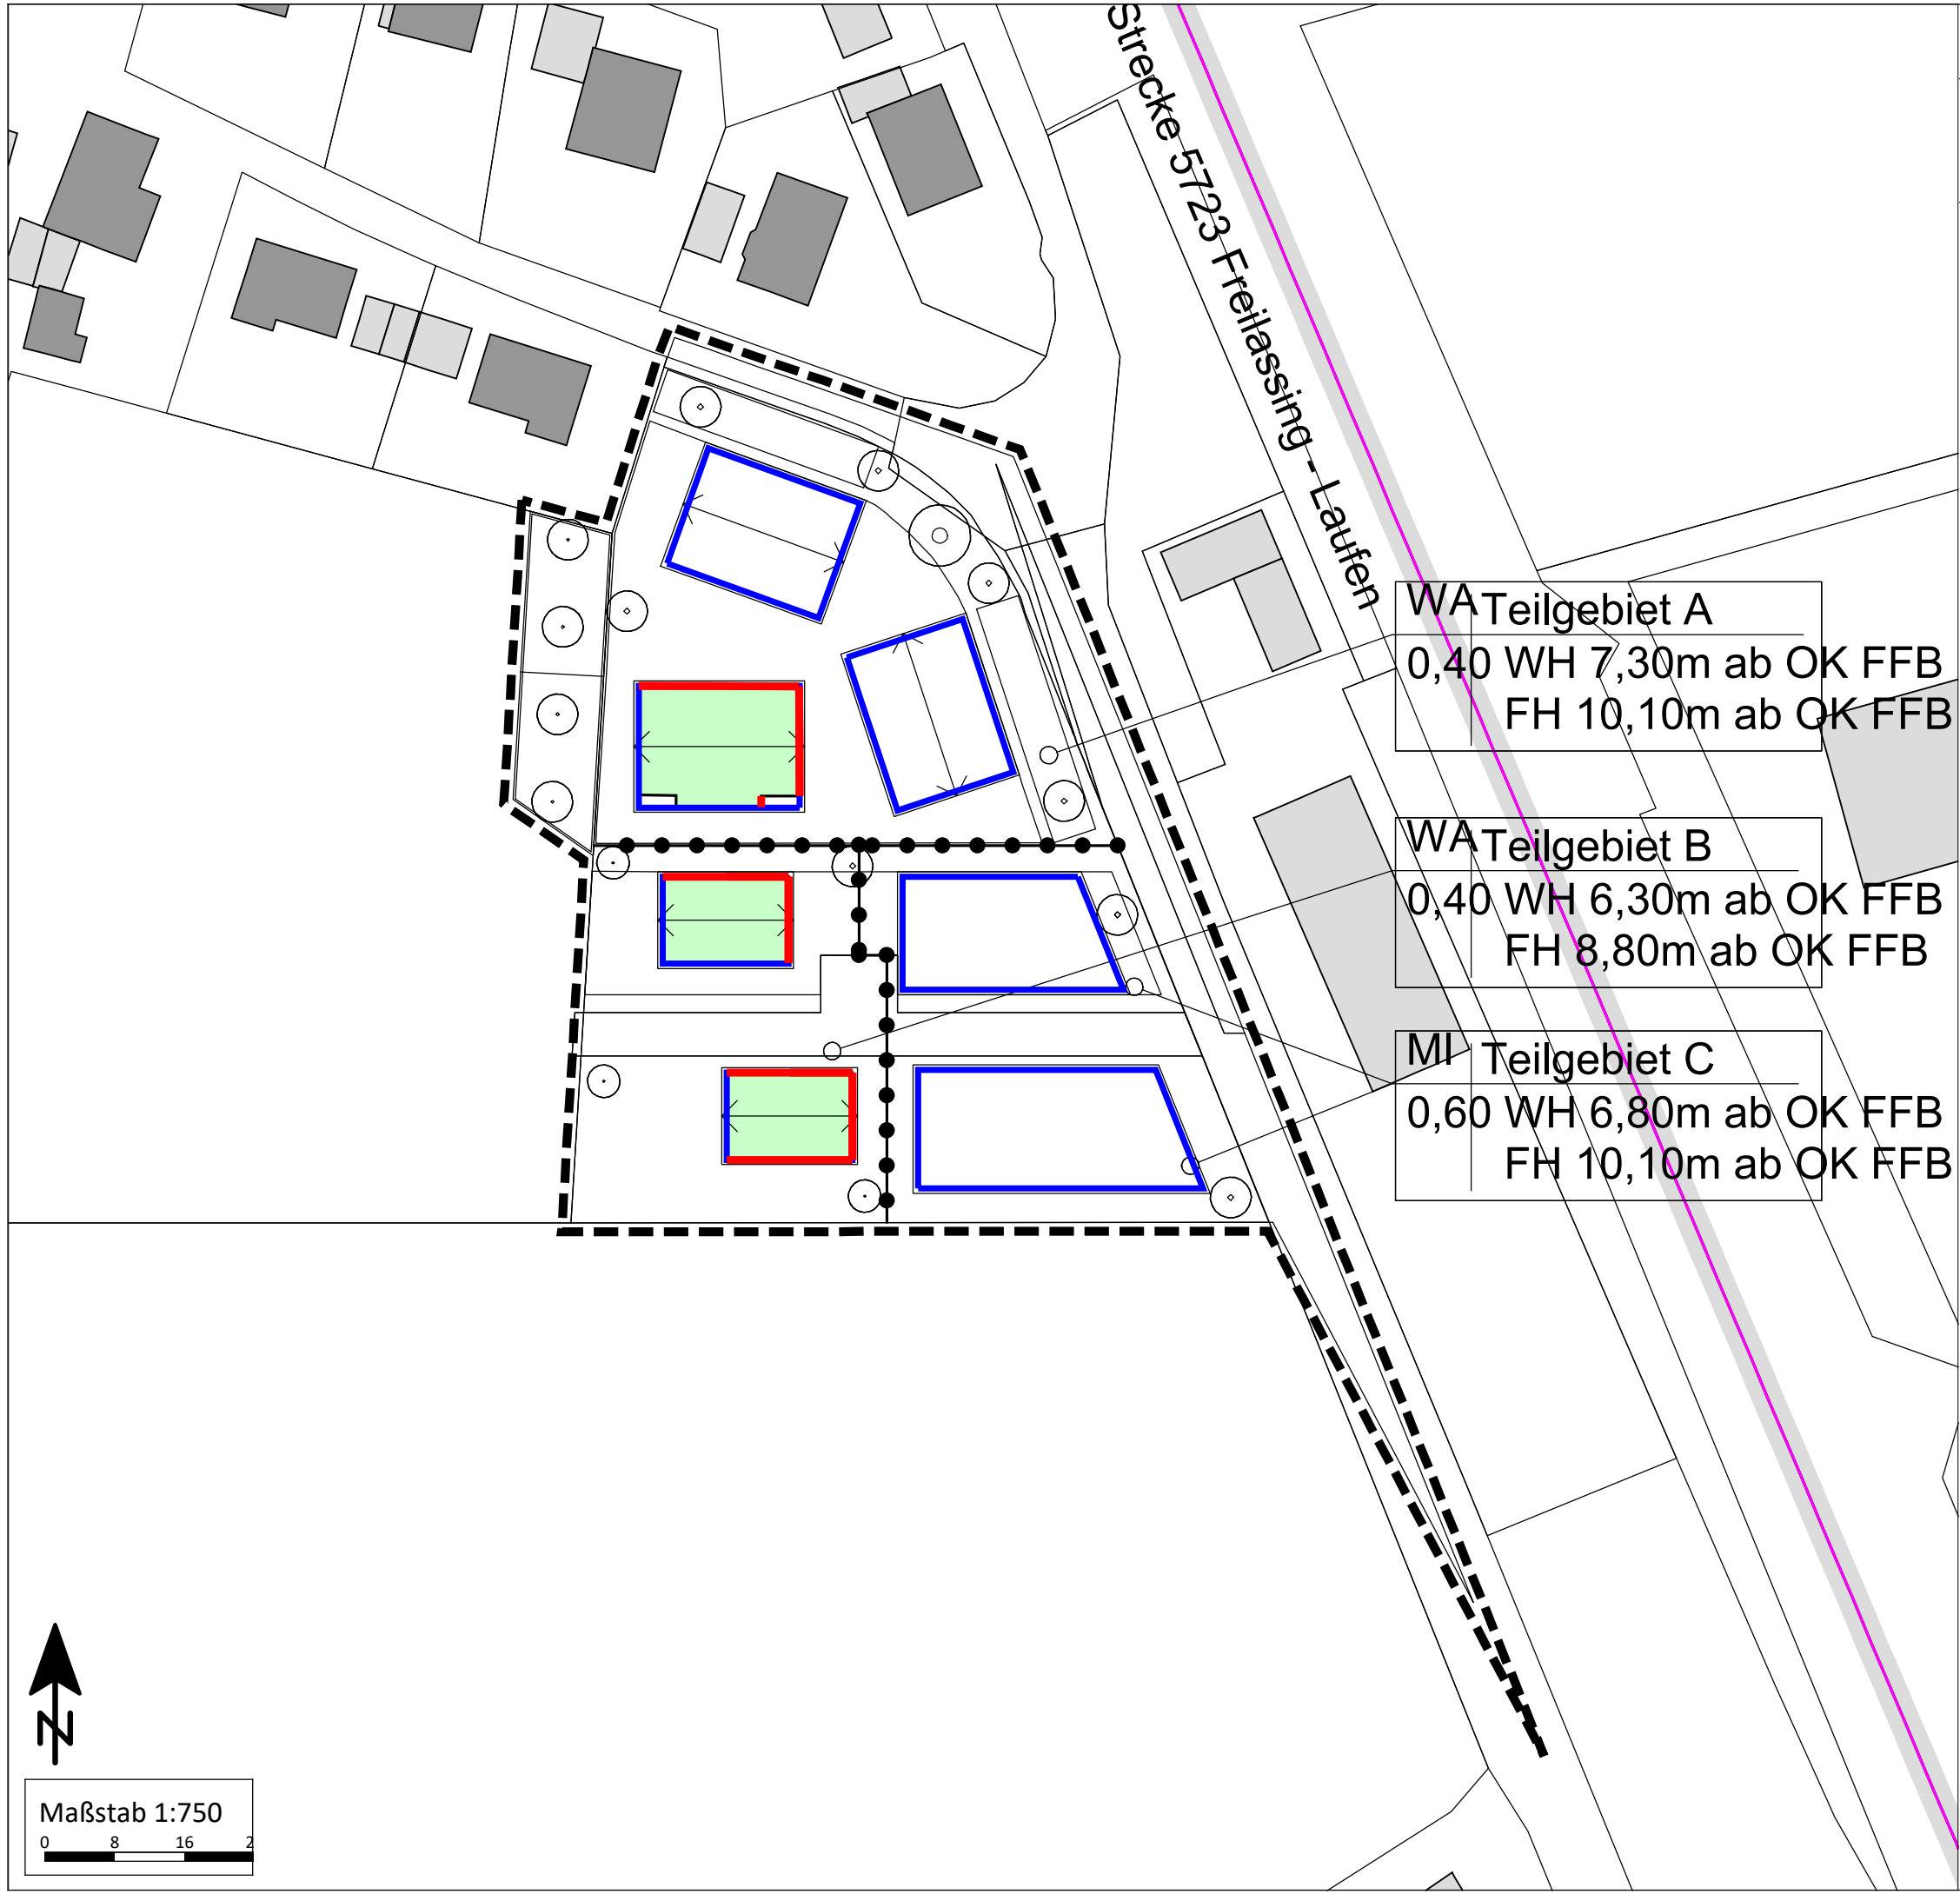 Strecke 5723 Freilassing - Laufen
WA Teilgebiet A
0,40 WH 7,30m ab OK FFB
FH 10,10m ab OK FFB
WA Teilgebiet B
0,40 WH 6,30m ab OK FFB
FH 8,80m ab OK FFB
MI Teilgebiet C
0,60 WH 6,80m ab OK FFB
FH 10,10m ab OK FFB
N
Maßstab 1:750
0 8 16 2